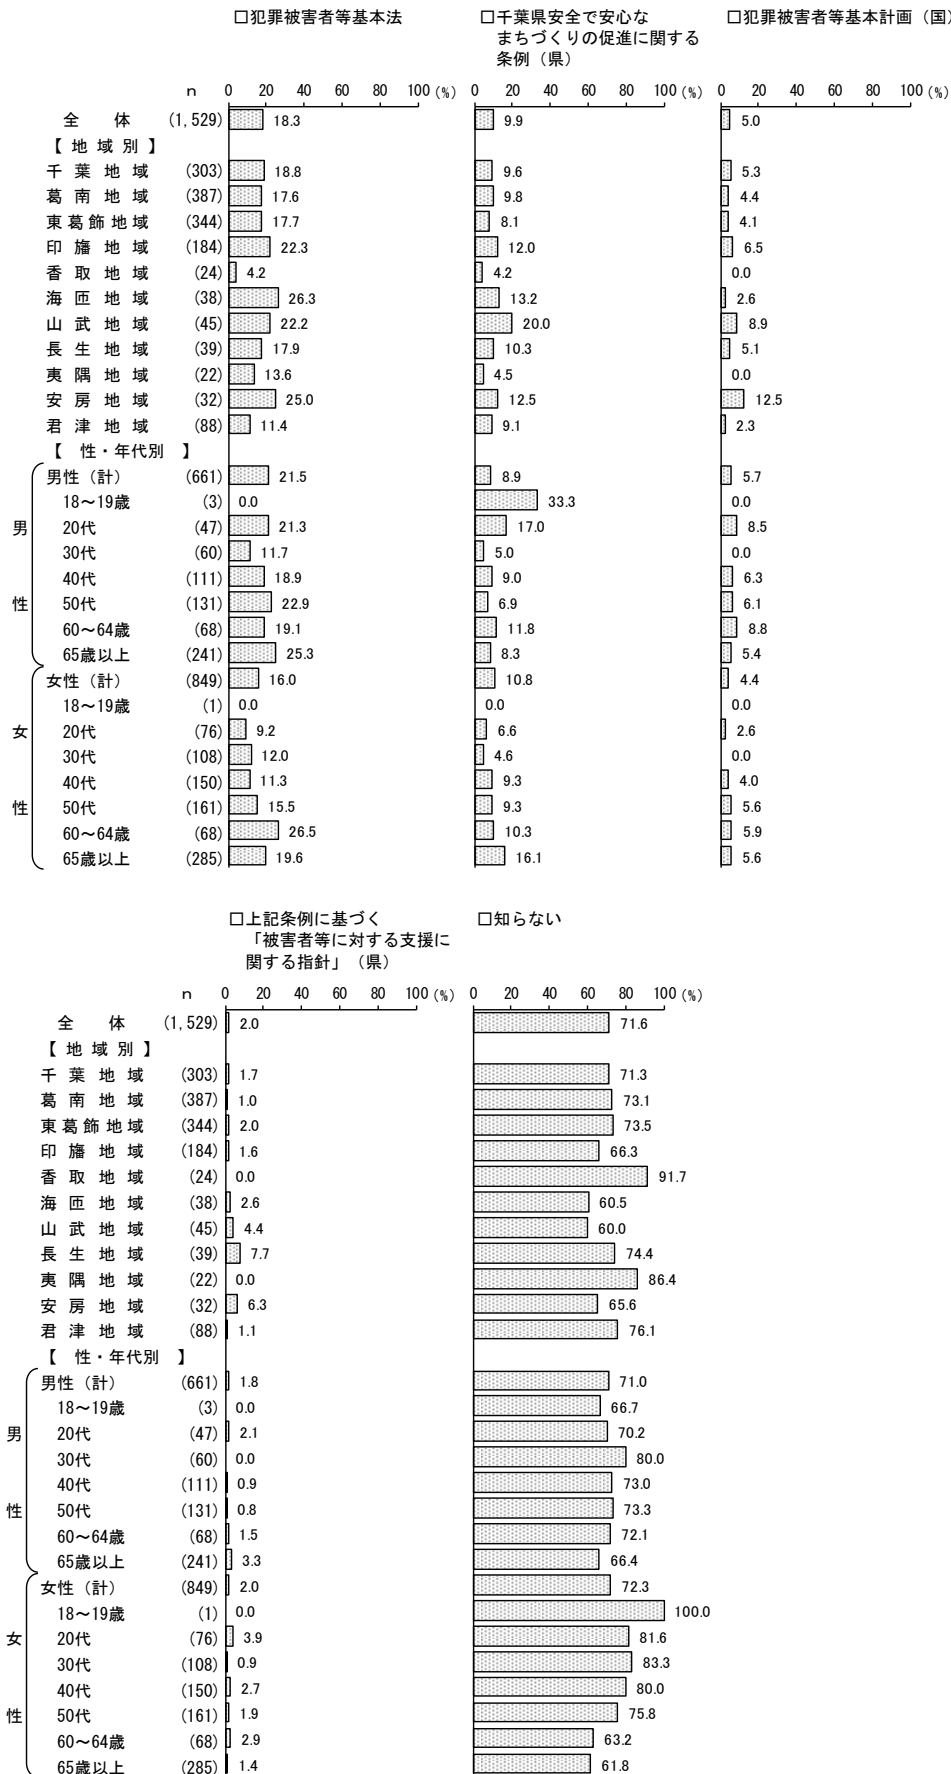 □犯罪被害者等基本法 □千葉県安全で安心な □犯罪被害者等基本計画（国）
まちづくりの促進に関する
条例（県）
n 0 20 40 60 80 100 (%) 0 20 40 60 80 100 (%) 0 20 40 60 80 100 (%)
全体 (1,529) 18.3 9.9 5.0
【地域別】
千葉地域 (303) 18.8 9.6 5.3
葛南地域 (387) 17.6 9.8 4.4
東葛飾地域 (344) 17.7 8.1 4.1
印旛地域 (184) 22.3 12.0 6.5
香取地域 (24) 4.2 4.2 0.0
海匝地域 (38) 26.3 13.2 2.6
山武地域 (45) 22.2 20.0 8.9
長生地域 (39) 17.9 10.3 5.1
夷隅地域 (22) 13.6 4.5 0.0
安房地域 (32) 25.0 12.5 12.5
君津地域 (88) 11.4 9.1 2.3
【性・年代別】
男性（計） (661) 21.5 8.9 5.7
18～19歳 (3) 0.0 33.3 0.0
男 20代 (47) 21.3 17.0 8.5
30代 (60) 11.7 5.0 0.0
40代 (111) 18.9 9.0 6.3
性 50代 (131) 22.9 6.9 6.1
60～64歳 (68) 19.1 11.8 8.8
65歳以上 (241) 25.3 8.3 5.4
女性（計） (849) 16.0 10.8 4.4
18～19歳 (1) 0.0 0.0 0.0
女 20代 (76) 9.2 6.6 2.6
30代 (108) 12.0 4.6 0.0
40代 (150) 11.3 9.3 4.0
性 50代 (161) 15.5 9.3 5.6
60～64歳 (68) 26.5 10.3 5.9
65歳以上 (285) 19.6 16.1 5.6
□上記条例に基づく □知らない
「被害者等に対する支援に
関する指針」（県）
n 0 20 40 60 80 100 (%) 0 20 40 60 80 100 (%)
全体 (1,529) 2.0 71.6
【地域別】
千葉地域 (303) 1.7 71.3
葛南地域 (387) 1.0 73.1
東葛飾地域 (344) 2.0 73.5
印旛地域 (184) 1.6 66.3
香取地域 (24) 0.0 91.7
海匝地域 (38) 2.6 60.5
山武地域 (45) 4.4 60.0
長生地域 (39) 7.7 74.4
夷隅地域 (22) 0.0 86.4
安房地域 (32) 6.3 65.6
君津地域 (88) 1.1 76.1
【性・年代別】
男性（計） (661) 1.8 71.0
18～19歳 (3) 0.0 66.7
男 20代 (47) 2.1 70.2
30代 (60) 0.0 80.0
40代 (111) 0.9 73.0
性 50代 (131) 0.8 73.3
60～64歳 (68) 1.5 72.1
65歳以上 (241) 3.3 66.4
女性（計） (849) 2.0 72.3
18～19歳 (1) 0.0 100.0
女 20代 (76) 3.9 81.6
30代 (108) 0.9 83.3
40代 (150) 2.7 80.0
性 50代 (161) 1.9 75.8
60～64歳 (68) 2.9 63.2
65歳以上 (285) 1.4 61.8